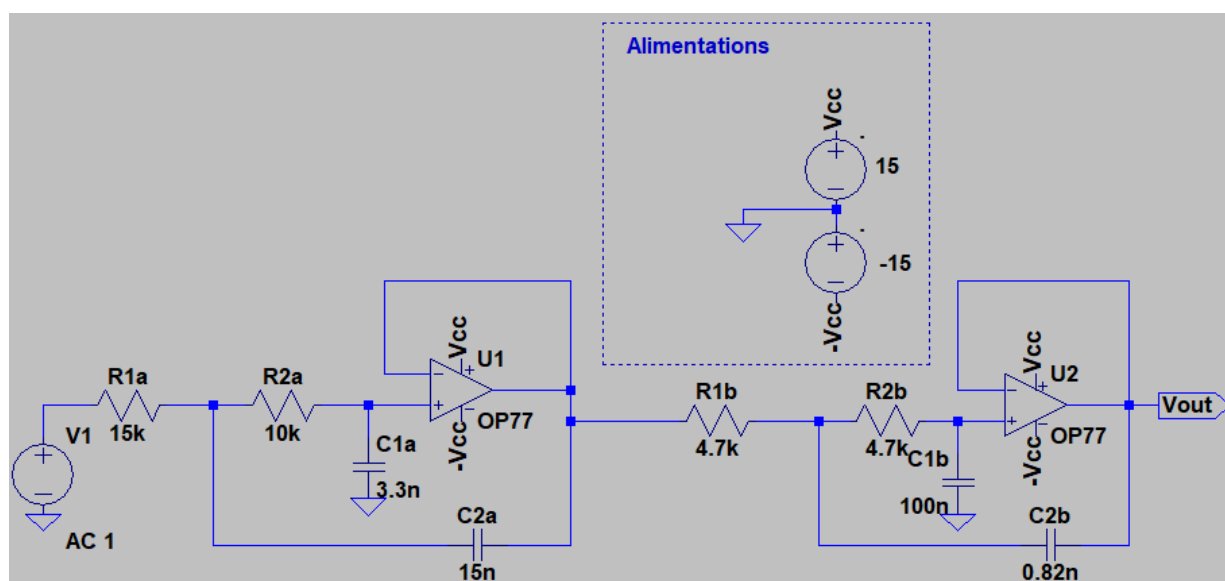 Alimentations
Vcc
15
-15
-Vcc
V1
AC 1
R1a
15k
R2a
10k
C1a
3.3n
Vcc
U1
OP77
-Vcc
C2a
15n
R1b
4.7k
R2b
4.7k
C1b
100n
Vcc
U2
OP77
-Vcc
C2b
0.82n
Vout